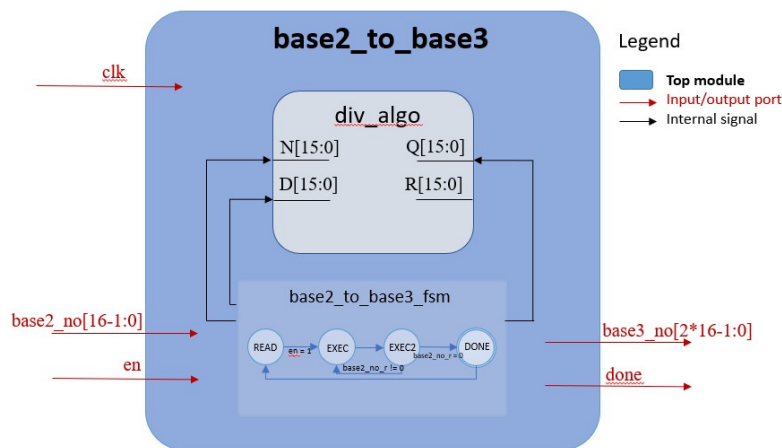 base2_to_base3
Legend
Top module
Input/output port
Internal signal
clk
div_algo
N[15:0]
Q[15:0]
D[15:0]
R[15:0]
base2_to_base3_fsm
base2_no[16-1:0]
base3_no[2*16-1:0]
READ
en = 1
EXEC
EXEC2
base2_no_r = 0
DONE
base2_no_r != 0
en
done